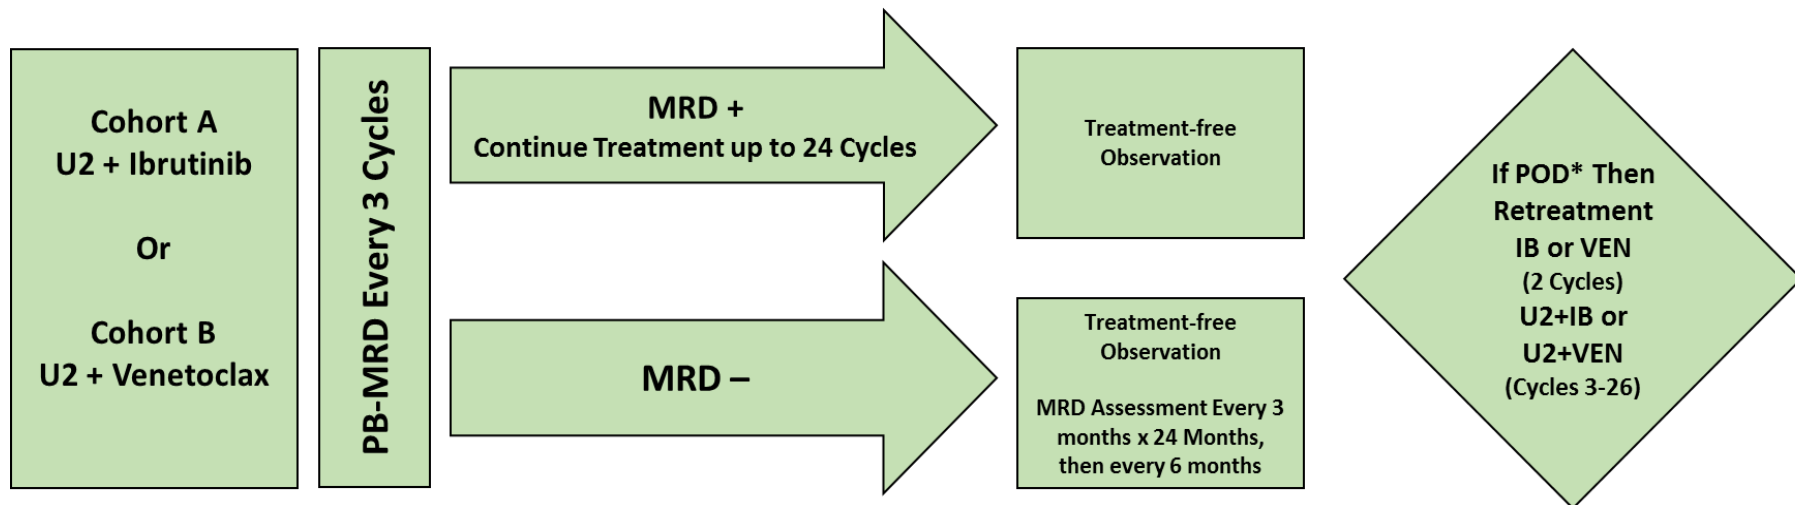 Cohort A
U2 + Ibrutinib
Or
Cohort B
U2 + Venetoclax
PB-MRD Every 3 Cycles
MRD +
Continue Treatment up to 24 Cycles
MRD –
Treatment-free
Observation
Treatment-free
Observation
MRD Assessment Every 3
months x 24 Months,
then every 6 months
If POD* Then
Retreatment
IB or VEN
(2 Cycles)
U2+IB or
U2+VEN
(Cycles 3-26)